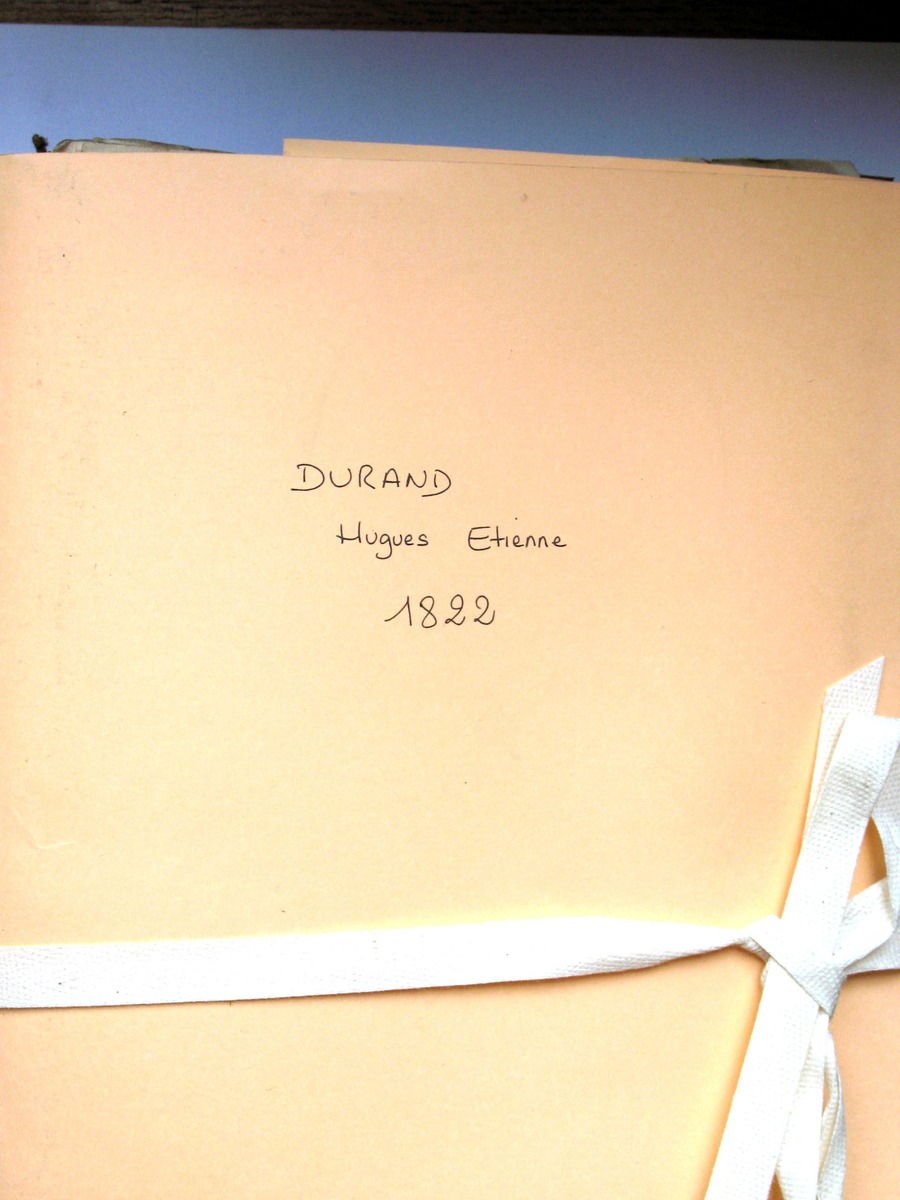 DURAND
Hugues Etienne
1822